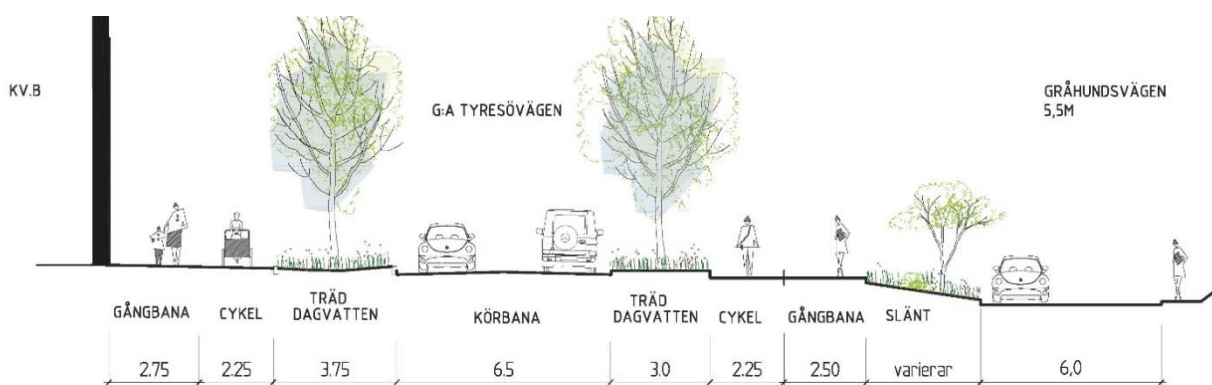 KV.B
G:A TYRESÖVÄGEN
GRÅHUNDSVÄGEN
5,5M
GÅNGBANA
CYKEL
TRÄD
DAGVATTEN
KÖRBANA
TRÄD
DAGVATTEN
CYKEL
GÅNGBANA
SLÄNT
2.75
2.25
3.75
6.5
3.0
2.25
2.50
varierar
6,0